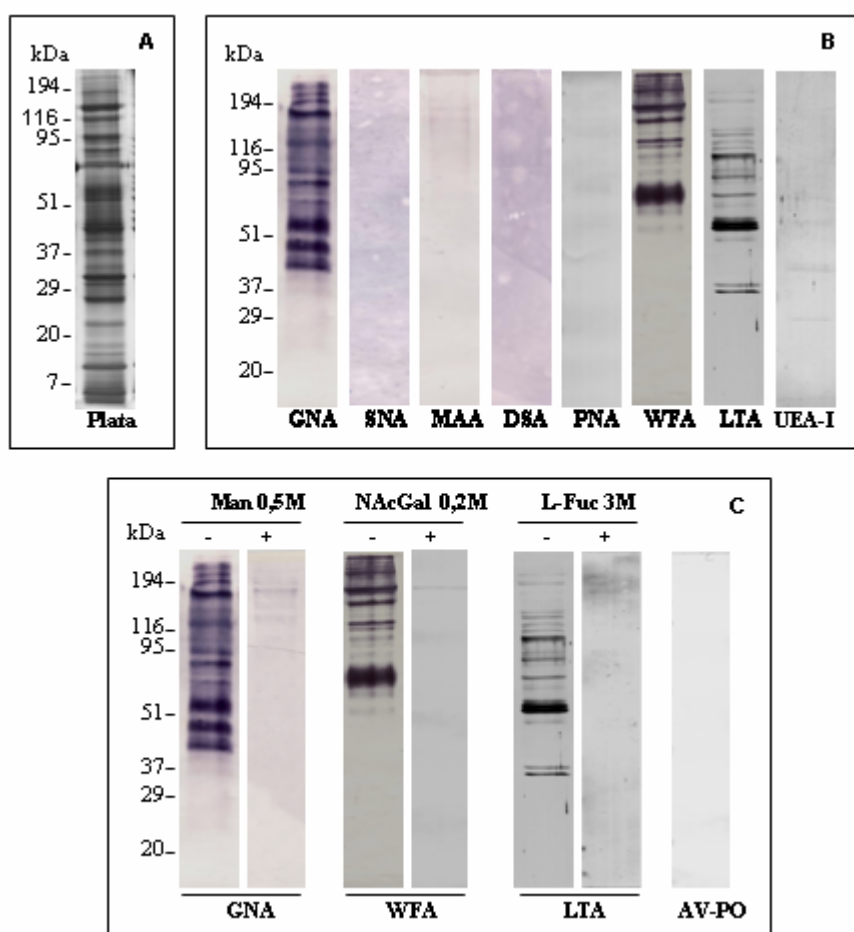 A
kDa
194
116
95
51
37
29
20
7
Plata
B
kDa
194
116
95
51
37
29
20
GNA SNA MAA DSA PNA WFA LTA UEA-I
C
Man 0,5M NAcGal 0,2M L-Fuc 3M
kDa - + - + - +
194
116
95
51
37
29
20
GNA WFA LTA AV-PO